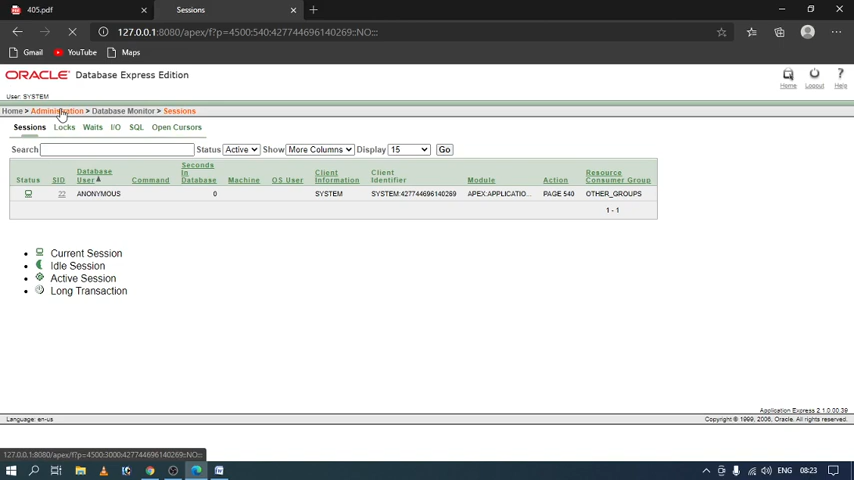 405.pdf
Sessions
127.0.0.1:8080/apex/f?p=4500:540:427744696140269::NO:::
Gmail YouTube Maps
ORACLE Database Express Edition
Home Logout Help
User: SYSTEM
Home > Administration > Database Monitor > Sessions
Sessions Locks Waits I/O SQL Open Cursors
Search Status Active Show More Columns Display 15 Go
Status SID Database User Command Seconds In Database Machine OS User Client Information Client Identifier Module Action Resource Consumer Group
22 ANONYMOUS 0 SYSTEM SYSTEM:427744696140269 APEX:APPLICATIO... PAGE 540 OTHER_GROUPS
1 - 1
Current Session
Idle Session
Active Session
Long Transaction
Application Express 2.1.0.00.39
Language: en-us Copyright © 1999, 2006, Oracle. All rights reserved.
127.0.0.1:8080/apex/f?p=4500:3000:427744696140269::NO:::
ENG 08:23